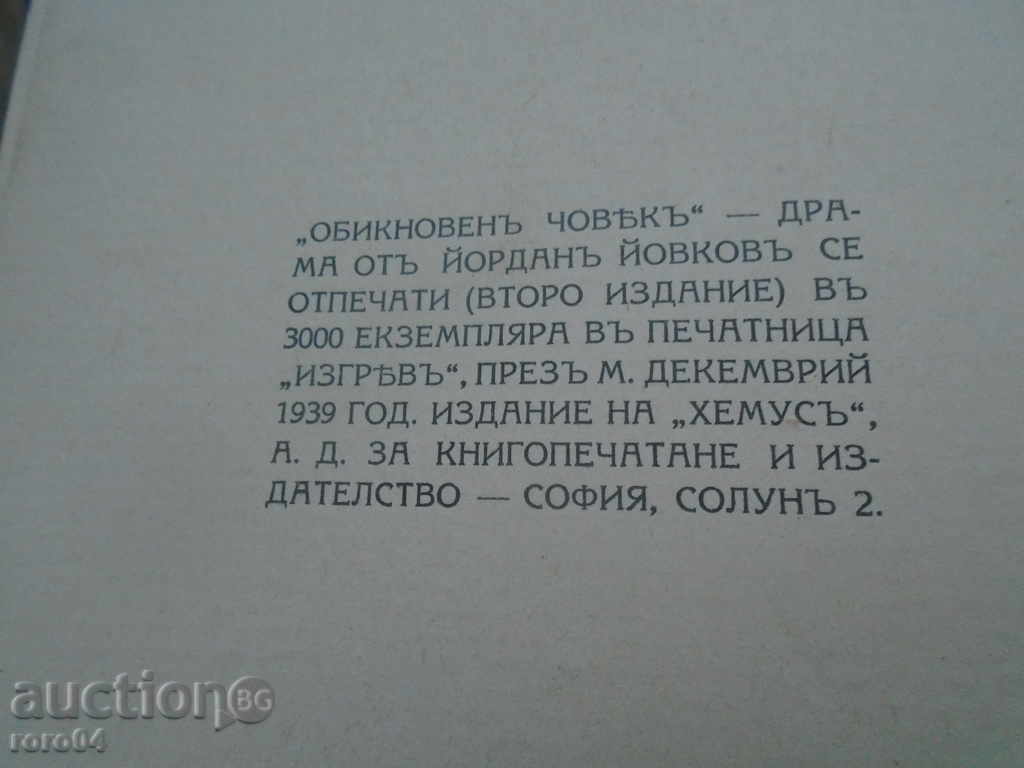 „ОБИКНОВЕНЪ ЧОВѢКЪ“ — ДРА-
МА ОТЪ ЙОРДАНЪ ЙОВКОВЪ СЕ
ОТПЕЧАТИ (ВТОРО ИЗДАНИЕ) ВЪ
3000 ЕКЗЕМПЛЯРА ВЪ ПЕЧАТНИЦА
„ИЗГРѢВЪ“, ПРЕЗЪ М. ДЕКЕМВРИЙ
1939 ГОД. ИЗДАНИЕ НА „ХЕМУСЪ“,
А. Д. ЗА КНИГОПЕЧАТАНЕ И ИЗ-
ДАТЕЛСТВО — СОФИЯ, СОЛУНЪ 2.
auction BG
roro04